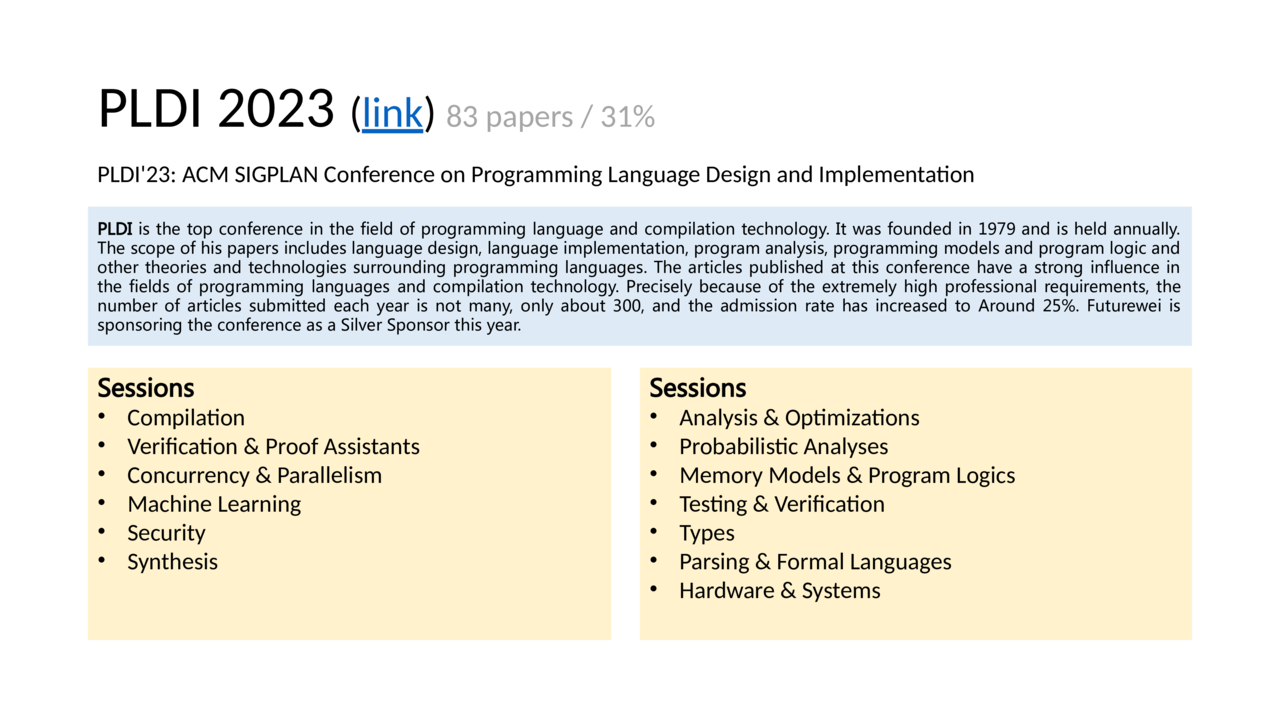 PLDI 2023 (link) 83 papers / 31%
PLDI'23: ACM SIGPLAN Conference on Programming Language Design and Implementation
PLDI is the top conference in the field of programming language and compilation technology. It was founded in 1979 and is held annually.
The scope of his papers includes language design, language implementation, program analysis, programming models and program logic and
other theories and technologies surrounding programming languages. The articles published at this conference have a strong influence in
the fields of programming languages and compilation technology. Precisely because of the extremely high professional requirements, the
number of articles submitted each year is not many, only about 300, and the admission rate has increased to Around 25%. Futurewei is
sponsoring the conference as a Silver Sponsor this year.
Sessions
• Compilation
• Verification & Proof Assistants
• Concurrency & Parallelism
• Machine Learning
• Security
• Synthesis
Sessions
• Analysis & Optimizations
• Probabilistic Analyses
• Memory Models & Program Logics
• Testing & Verification
• Types
• Parsing & Formal Languages
• Hardware & Systems